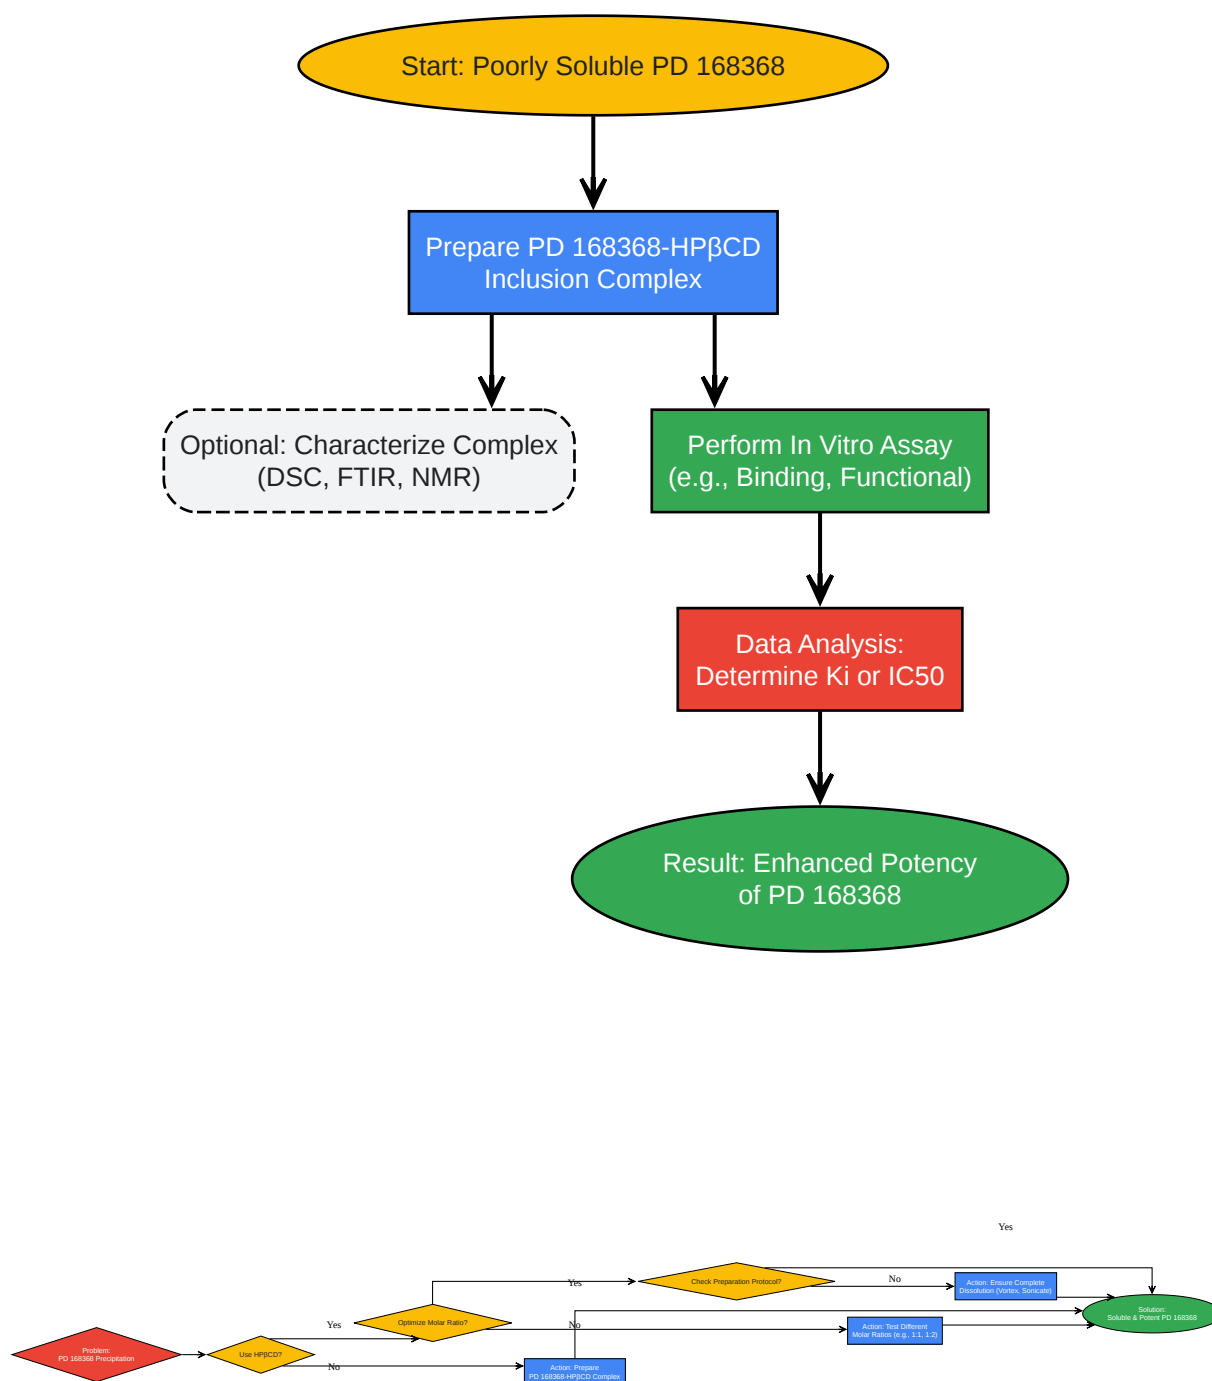 Start: Poorly Soluble PD 168368
Prepare PD 168368-HPβCD
Inclusion Complex
Optional: Characterize Complex
(DSC, FTIR, NMR)
Perform In Vitro Assay
(e.g., Binding, Functional)
Data Analysis:
Determine Ki or IC50
Result: Enhanced Potency
of PD 168368
Yes
Check Preparation Protocol?
Yes
No
Action: Ensure Complete
Dissolution (Vortex, Sonicate)
Solution:
Soluble & Potent PD 168368
Optimize Molar Ratio?
Yes
No
Action: Test Different
Molar Ratios (e.g., 1:1, 1:2)
Problem:
PD 168368 Precipitation
Use HPβCD?
No
Action: Prepare
PD 168368-HPβCD Complex